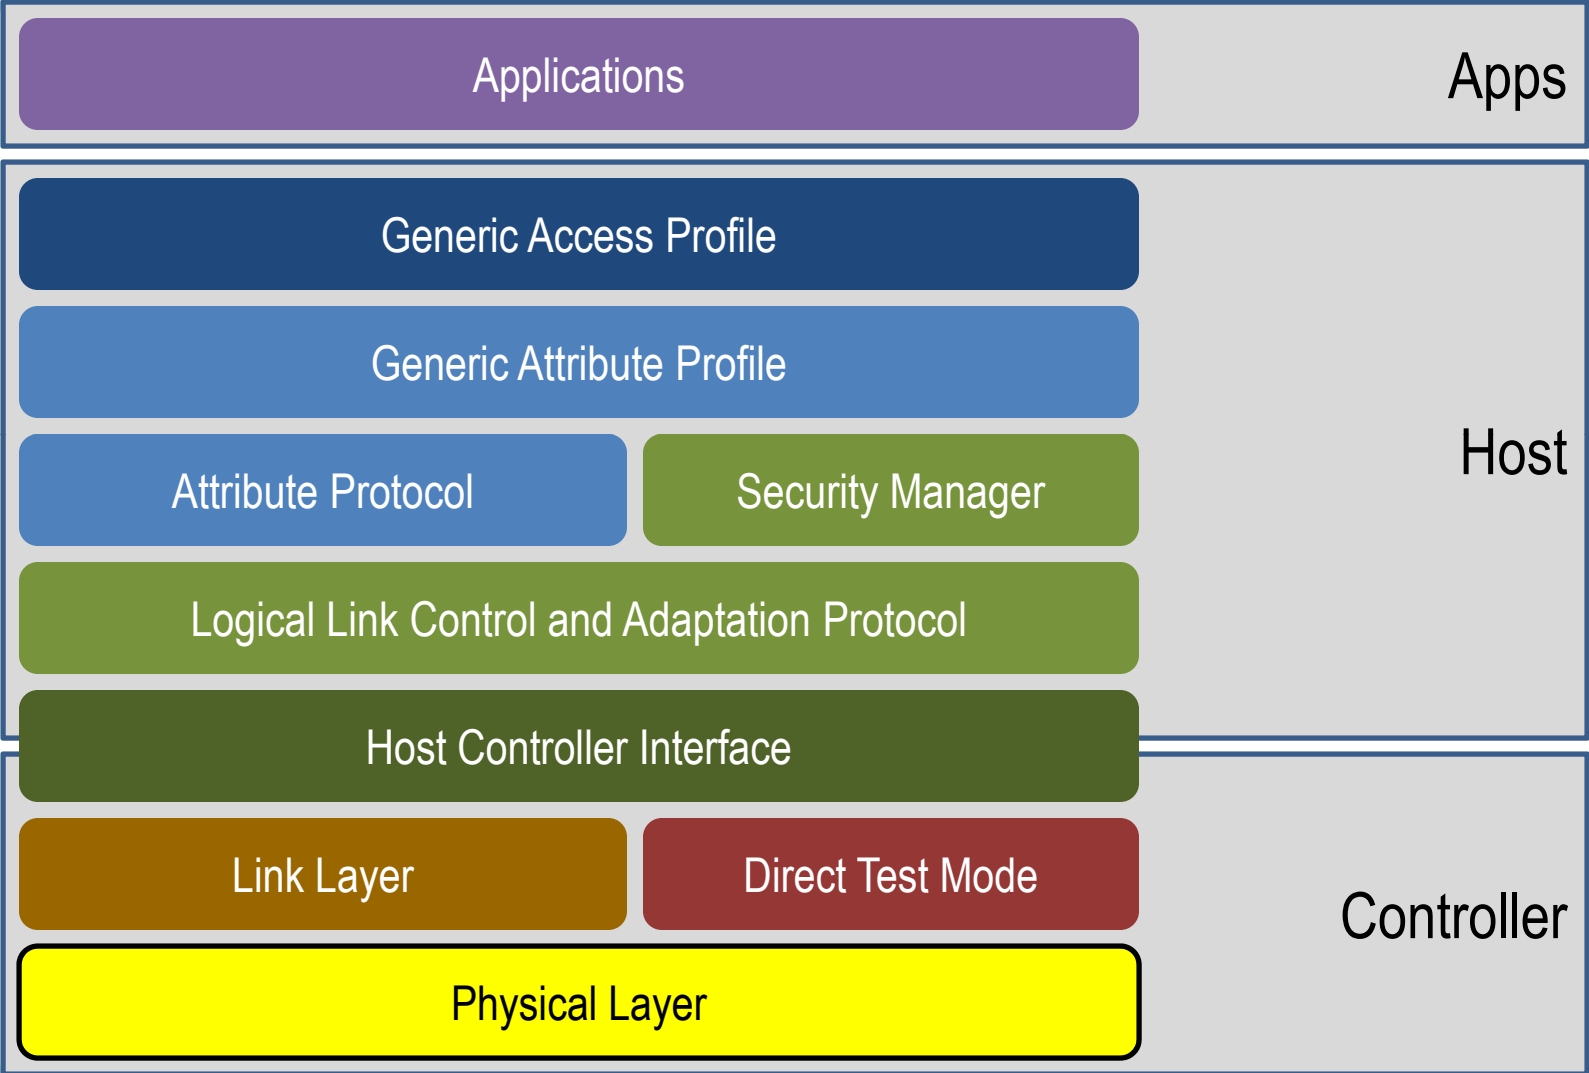 Applications
Apps
Generic Access Profile
Generic Attribute Profile
Attribute Protocol
Security Manager
Host
Logical Link Control and Adaptation Protocol
Host Controller Interface
Link Layer
Direct Test Mode
Controller
Physical Layer